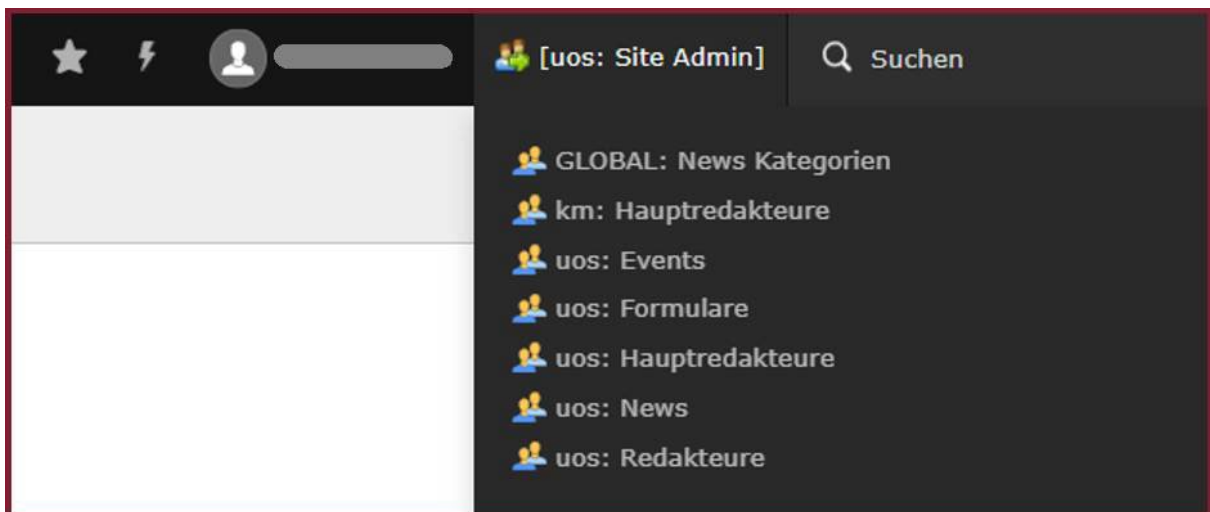 [uos: Site Admin] Suchen
GLOBAL: News Kategorien
km: Hauptredakteure
uos: Events
uos: Formulare
uos: Hauptredakteure
uos: News
uos: Redakteure